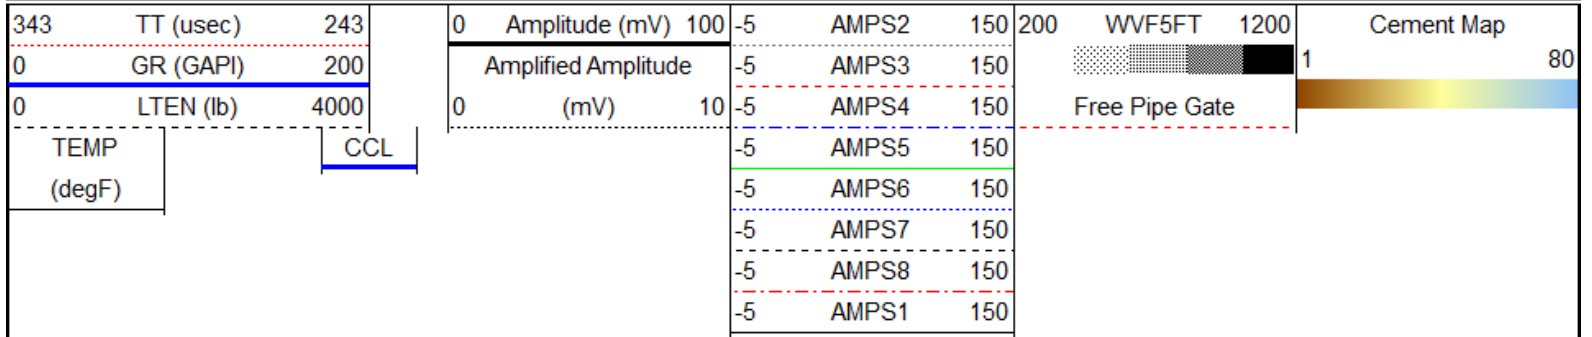 343 TT (usec) 243 0 Amplitude (mV) 100 -5 AMPS2 150 200 WVF5FT 1200 Cement Map
0 GR (GAPI) 200 Amplified Amplitude -5 AMPS3 150 1 80
0 LTEN (lb) 4000 0 (mV) 10 -5 AMPS4 150 Free Pipe Gate
TEMP CCL -5 AMPS5 150
(degF) -5 AMPS6 150
-5 AMPS7 150
-5 AMPS8 150
-5 AMPS1 150